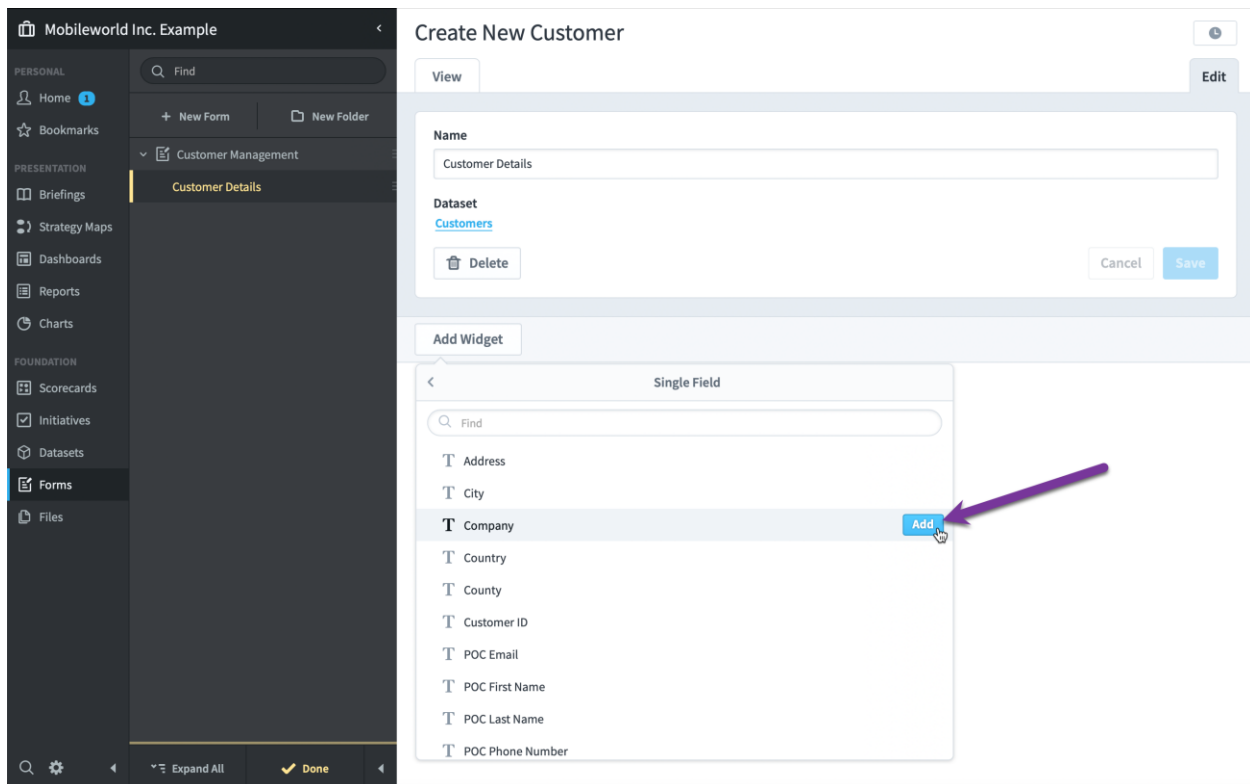 Mobileworld Inc. Example
PERSONAL
Home 1
Bookmarks
PRESENTATION
Briefings
Strategy Maps
Dashboards
Reports
Charts
FOUNDATION
Scorecards
Initiatives
Datasets
Forms
Files
Find
+ New Form
New Folder
Customer Management
Customer Details
Expand All
Done
Create New Customer
View
Edit
Name
Customer Details
Dataset
Customers
Delete
Cancel
Save
Add Widget
Single Field
Find
Address
City
Company
Add
Country
County
Customer ID
POC Email
POC First Name
POC Last Name
POC Phone Number